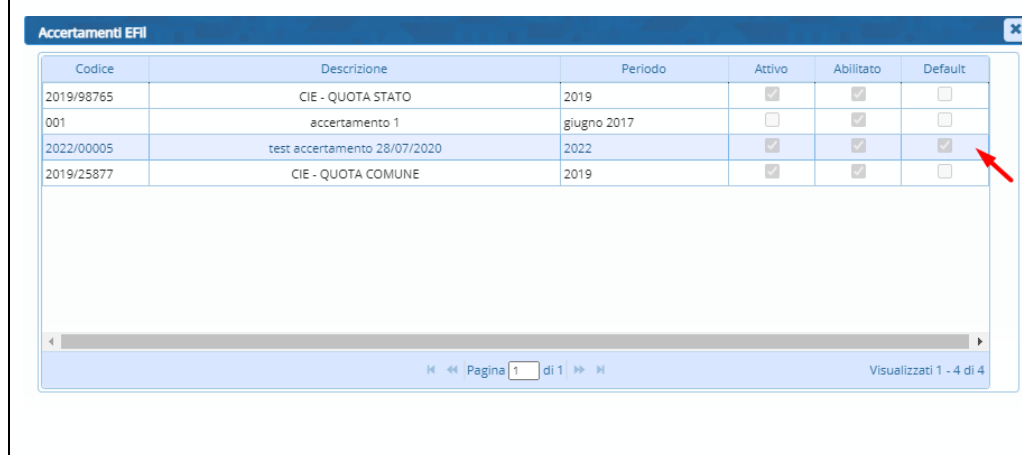 Accertamenti EFil
Codice Descrizione Periodo Attivo Abilitato Default
2019/98765 CIE - QUOTA STATO 2019
001 accertamento 1 giugno 2017
2022/00005 test accertamento 28/07/2020 2022
2019/25877 CIE - QUOTA COMUNE 2019
Pagina 1 di 1 Visualizzati 1 - 4 di 4